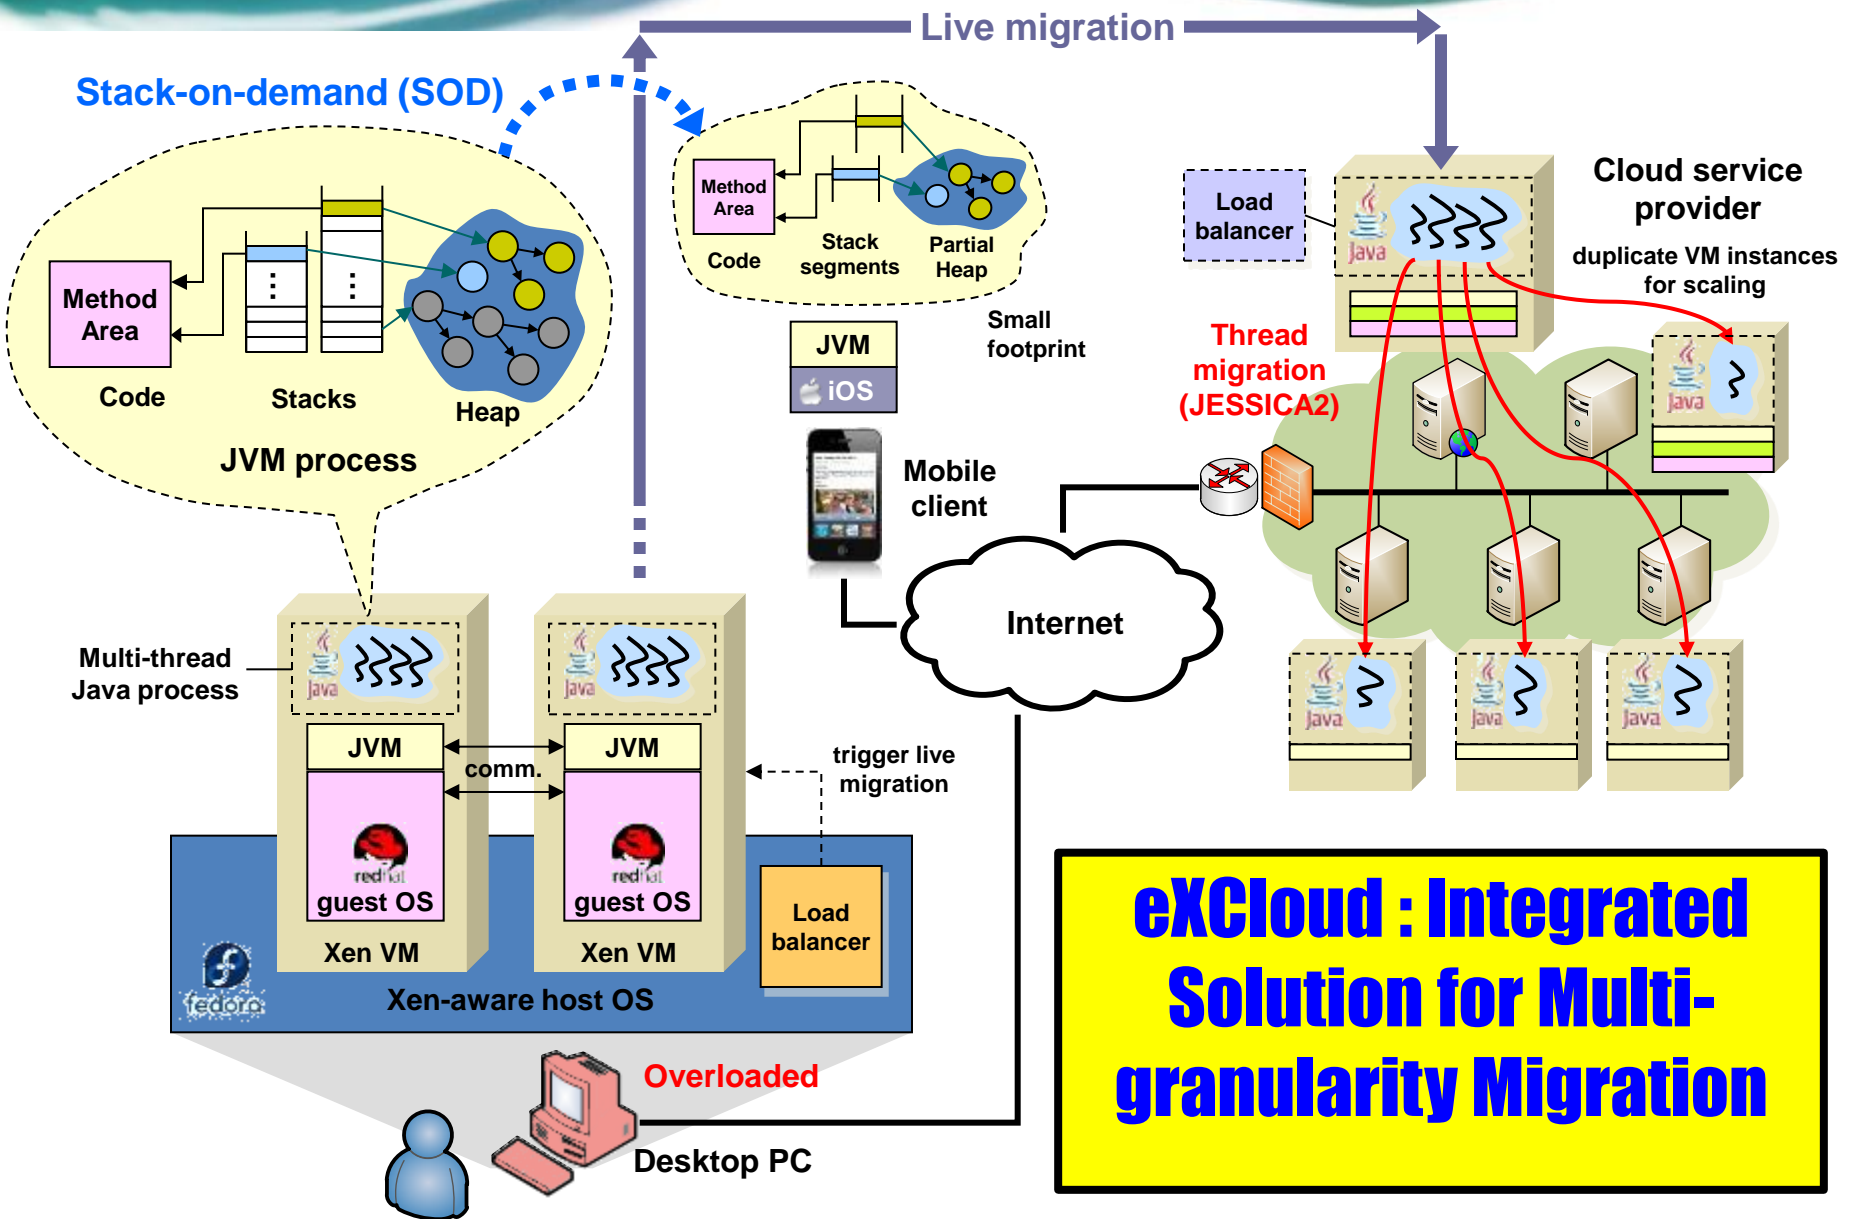 Live migration
Stack-on-demand (SOD)
Method
Area
Code
Stacks
Heap
JVM process
Method
Area
Code
Stack
segments
Partial
Heap
Small
footprint
JVM
iOS
Mobile
client
Load
balancer
Java
Cloud service
provider
duplicate VM instances
for scaling
Thread
migration
(JESSICA2)
Java
Internet
Multi-thread
Java process
Java
Java
JVM
JVM
comm.
trigger live
migration
redhat
guest OS
redhat
guest OS
Xen VM
Xen VM
Load
balancer
fedora
Xen-aware host OS
Overloaded
Desktop PC
Java
Java
Java
eXCloud : Integrated
Solution for Multi-
granularity Migration